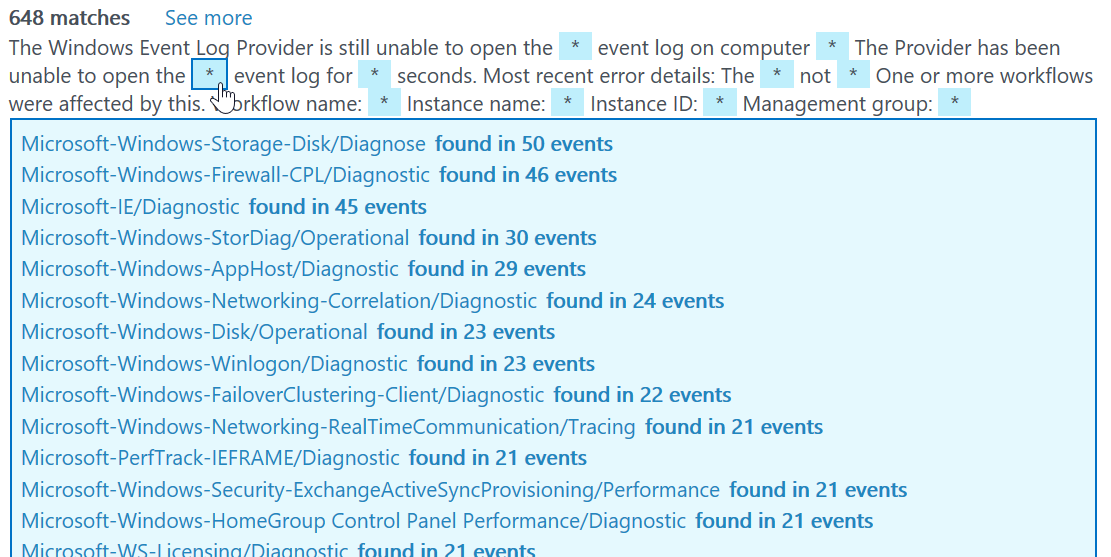 648 matches See more
The Windows Event Log Provider is still unable to open the * event log on computer * The Provider has been
unable to open the * event log for * seconds. Most recent error details: The * not * One or more workflows
were affected by this. orkflow name: * Instance name: * Instance ID: * Management group: *
Microsoft-Windows-Storage-Disk/Diagnose found in 50 events
Microsoft-Windows-Firewall-CPL/Diagnostic found in 46 events
Microsoft-IE/Diagnostic found in 45 events
Microsoft-Windows-StorDiag/Operational found in 30 events
Microsoft-Windows-AppHost/Diagnostic found in 29 events
Microsoft-Windows-Networking-Correlation/Diagnostic found in 24 events
Microsoft-Windows-Disk/Operational found in 23 events
Microsoft-Windows-Winlogon/Diagnostic found in 23 events
Microsoft-Windows-FailoverClustering-Client/Diagnostic found in 22 events
Microsoft-Windows-Networking-RealTimeCommunication/Tracing found in 21 events
Microsoft-PerfTrack-IEFRAME/Diagnostic found in 21 events
Microsoft-Windows-Security-ExchangeActiveSyncProvisioning/Performance found in 21 events
Microsoft-Windows-HomeGroup Control Panel Performance/Diagnostic found in 21 events
Microsoft-WS-Licensing/Diagnostic found in 21 events